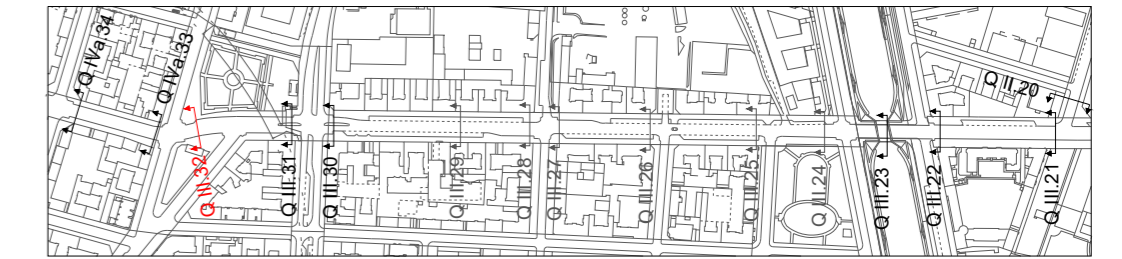 Q IVa.34
Q IVa.33
Q III.32
Q III.31
Q III.30
Q III.29
Q III.28
Q III.27
Q III.26
Q III.25
Q III.24
Q III.23
Q III.22
Q II.20
Q III.21